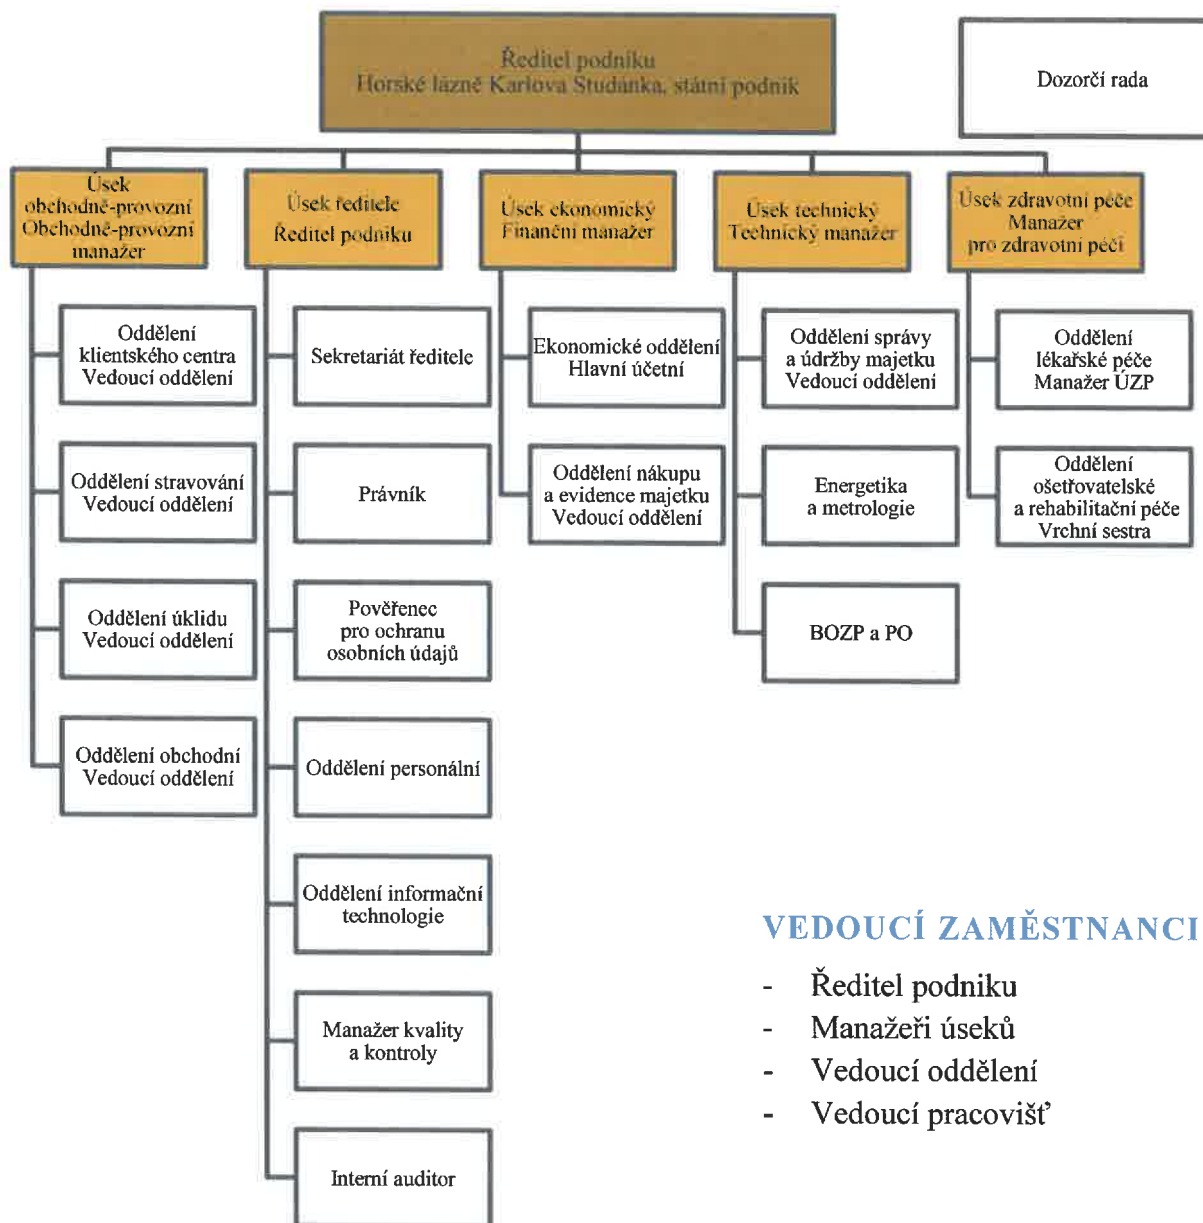 Ředitel podniku
Horské lázně Karlova Studánka, státní podnik
Dozorčí rada
Úsek
obchodně-provozní
Obchodně-provozní
manažer
Úsek ředitele
Ředitel podniku
Úsek ekonomický
Finanční manažer
Úsek technický
Technický manažer
Úsek zdravotní péče
Manažer
pro zdravotní péči
Oddělení
klientského centra
Vedoucí oddělení
Oddělení stravování
Vedoucí oddělení
Oddělení úklidu
Vedoucí oddělení
Oddělení obchodní
Vedoucí oddělení
Sekretariát ředitele
Právník
Pověřenec
pro ochranu
osobních údajů
Oddělení personální
Oddělení informační
technologie
Manažer kvality
a kontroly
Interní auditor
Ekonomické oddělení
Hlavní účetní
Oddělení nákupu
a evidence majetku
Vedoucí oddělení
Oddělení správy
a údržby majetku
Vedoucí oddělení
Energetika
a metrologie
BOZP a PO
Oddělení
lékařské péče
Manažer ÚZP
Oddělení
ošetřovatelské
a rehabilitační péče
Vrchní sestra
VEDOUCÍ ZAMĚSTNANCI
- Ředitel podniku
- Manažeři úseků
- Vedoucí oddělení
- Vedoucí pracovišť